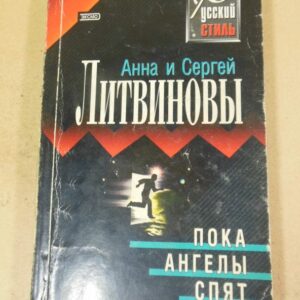 Русский
СТИЛЬ
Анна и Сергей
ЛИТВИНОВЫ
ПОКА
АНГЕЛЫ
СПЯТ